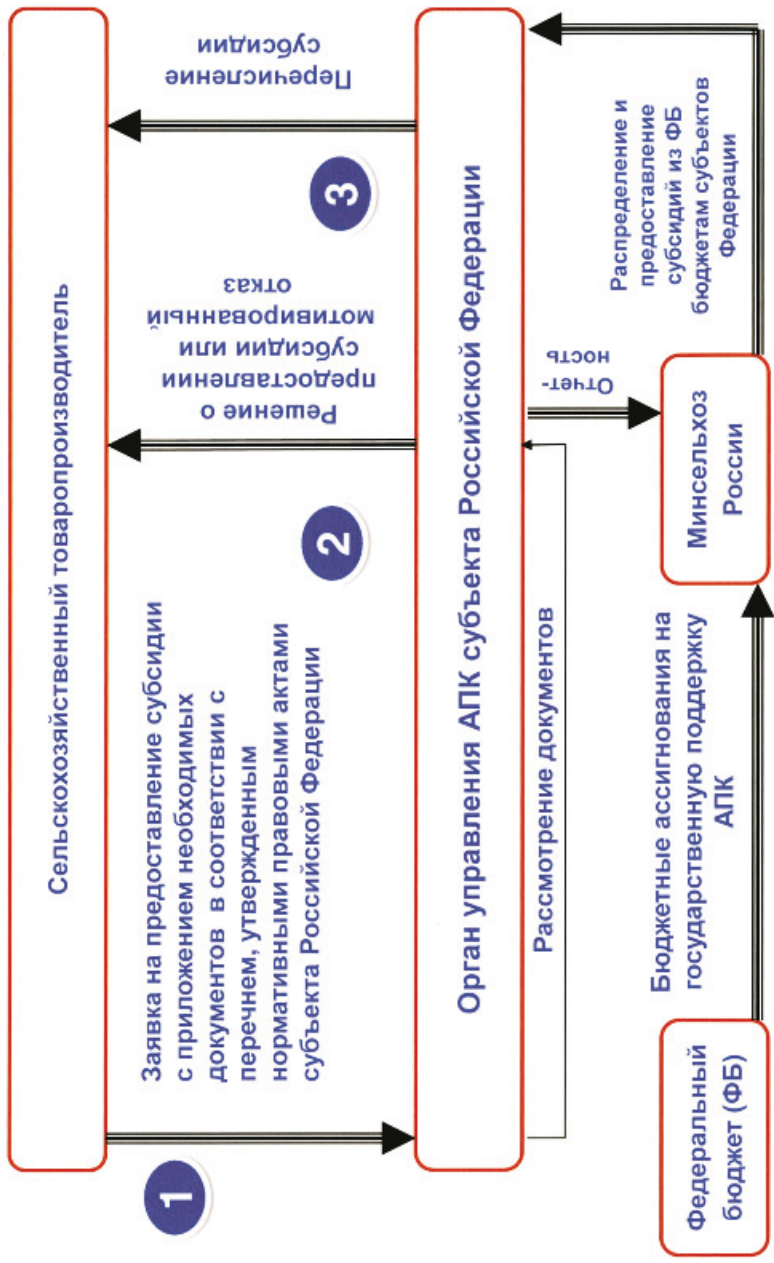 Сельскохозяйственный товаропроизводитель
1
Заявка на предоставление субсидии
с приложением необходимых
документов в соответствии с
перечнем, утвержденным
нормативными правовыми актами
субъекта Российской Федерации
2
Решение о
предоставлении
субсидии или
мотивированный
отказ
3
Перечисление
субсидии
Орган управления АПК субъекта Российской Федерации
Рассмотрение документов
Отчет-
ность
Распределение и
предоставление
субсидий из ФБ
бюджетам субъектов
Федерации
Федеральный
бюджет (ФБ)
Бюджетные ассигнования на
государственную поддержку
АПК
Минсельхоз
России